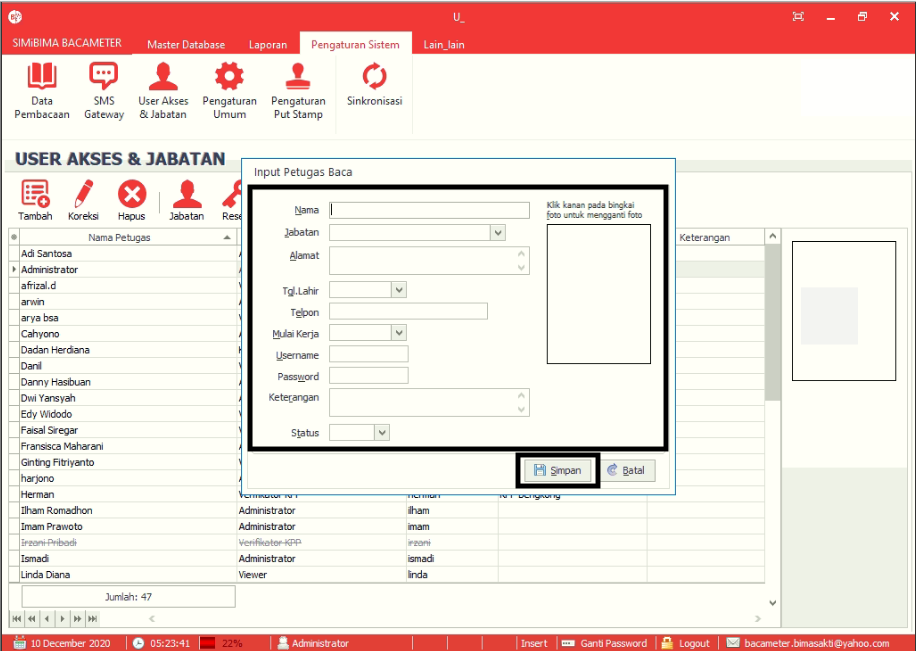 U_
SIMiBIMA BACAMETER
Master Database
Laporan
Pengaturan Sistem
Lain_lain
Data Pembacaan
SMS Gateway
User Akses & Jabatan
Pengaturan Umum
Pengaturan Put Stamp
Sinkronisasi
USER AKSES & JABATAN
Tambah
Koreksi
Hapus
Jabatan
Rese
Nama Petugas
Keterangan
Adi Santosa
Administrator
afrizal.d
arwin
arya bsa
Cahyono
Dadan Herdiana
Danil
Danny Hasibuan
Dwi Yansyah
Edy Widodo
Faisal Siregar
Fransisca Maharani
Ginting Fitriyanto
harjono
Herman
Ilham Romadhon Administrator ilham
Imam Prawoto Administrator imam
Irzani Pribadi Verifikator KPP irzani
Ismadi Administrator ismadi
Linda Diana Viewer linda
Jumlah: 47
Input Petugas Baca
Nama
Jabatan
Alamat
Tgl.Lahir
Telpon
Mulai Kerja
Username
Password
Keterangan
Status
Klik kanan pada bingkai
foto untuk mengganti foto
Simpan
Batal
10 December 2020 05:23:41 22% Administrator Insert Ganti Password Logout bacameter.bimasakti@yahoo.com